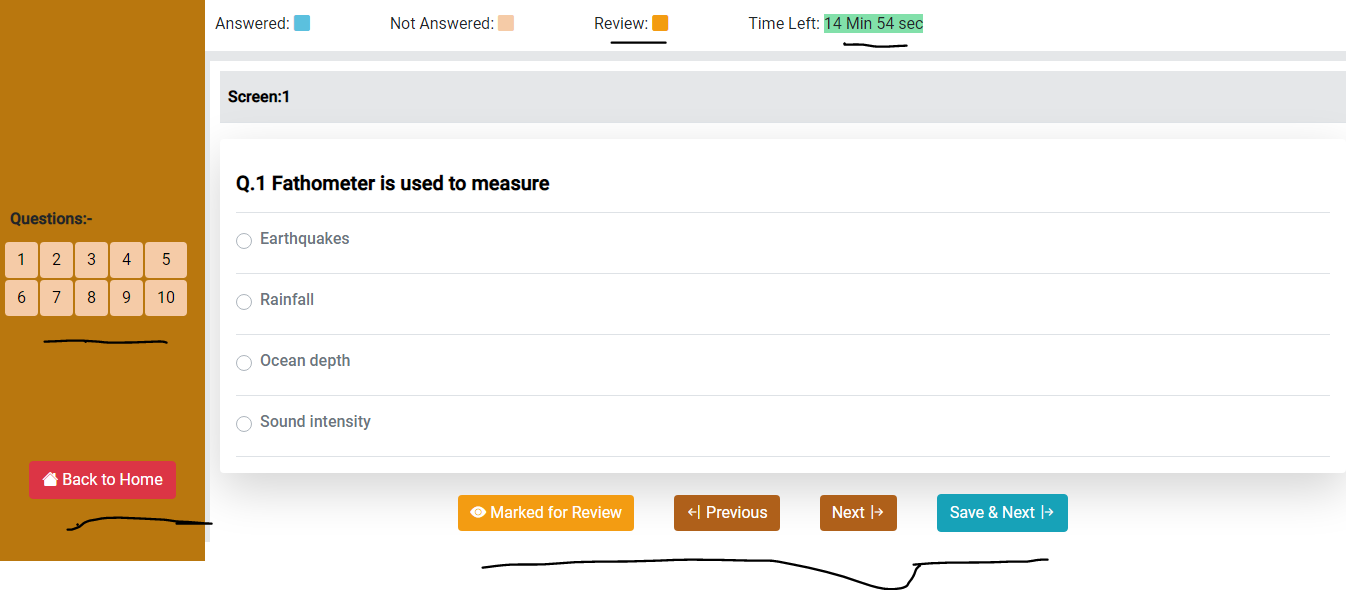 Answered: Not Answered: Review: Time Left: 14 Min 54 sec
Screen:1
Q.1 Fathometer is used to measure
Earthquakes
Rainfall
Ocean depth
Sound intensity
Questions:-
1 2 3 4 5
6 7 8 9 10
Back to Home
Marked for Review Previous Next Save & Next